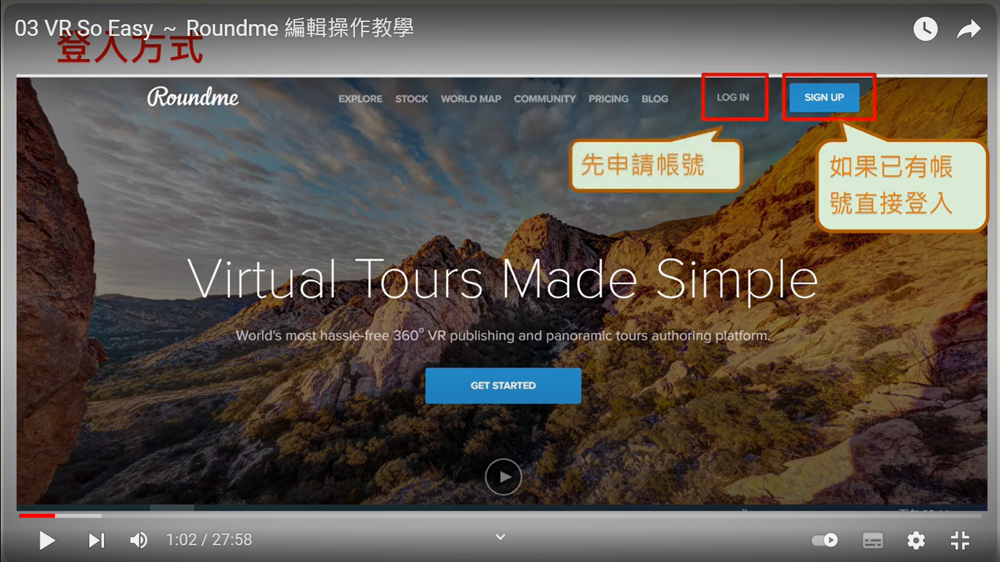 03 VR So Easy ～ Roundme 編輯操作教學
登入方式
Roundme
EXPLORE STOCK WORLD MAP COMMUNITY PRICING BLOG LOG IN SIGN UP
先申請帳號
如果已有帳
號直接登入
Virtual Tours Made Simple
World's most hassle-free 360° VR publishing and panoramic tours authoring platform.
GET STARTED
1:02 / 27:58